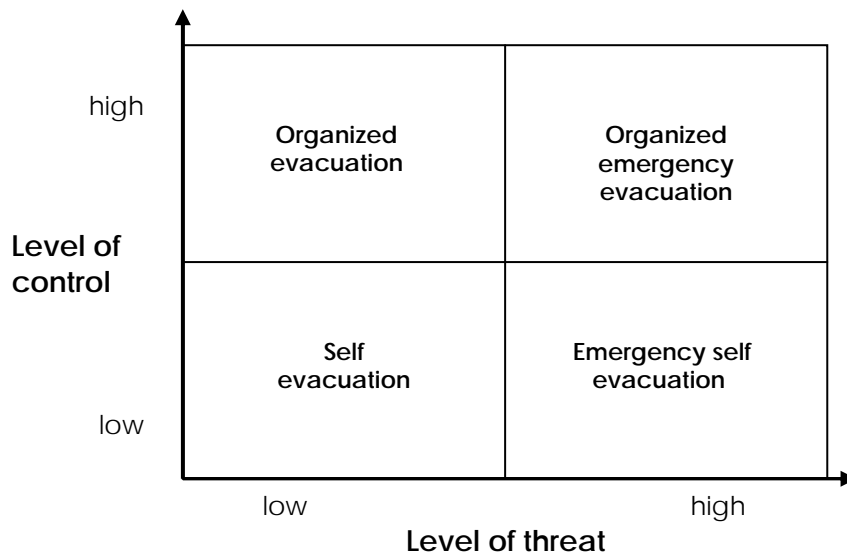 high
Organized
evacuation
Organized
emergency
evacuation
Level of
control
Self
evacuation
Emergency self
evacuation
low
low
high
Level of threat